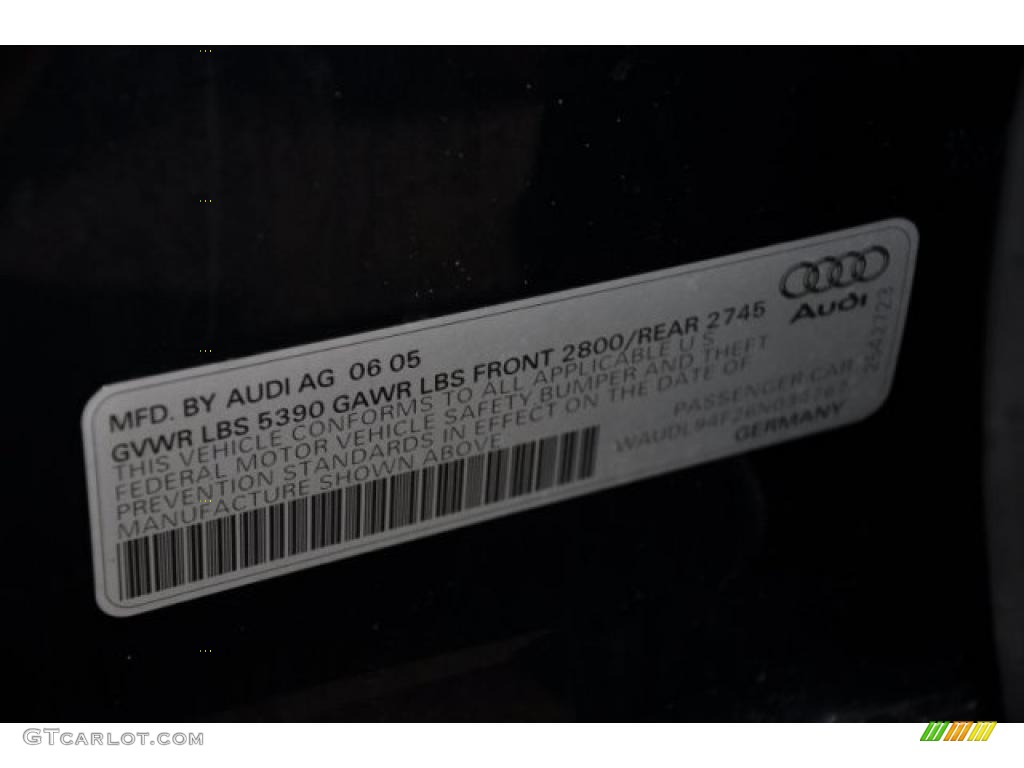 MFD. BY AUDI AG 06 05
GVWR LBS 5390 GAWR LBS FRONT 2800/REAR 2745
THIS VEHICLE CONFORMS TO ALL APPLICABLE U S
FEDERAL MOTOR VEHICLE SAFETY BUMPER AND THEFT
PREVENTION STANDARDS IN EFFECT ON THE DATE OF
MANUFACTURE SHOWN ABOVE
PASSENGER CAR
GERMANY
Audi
GTcarlot.com